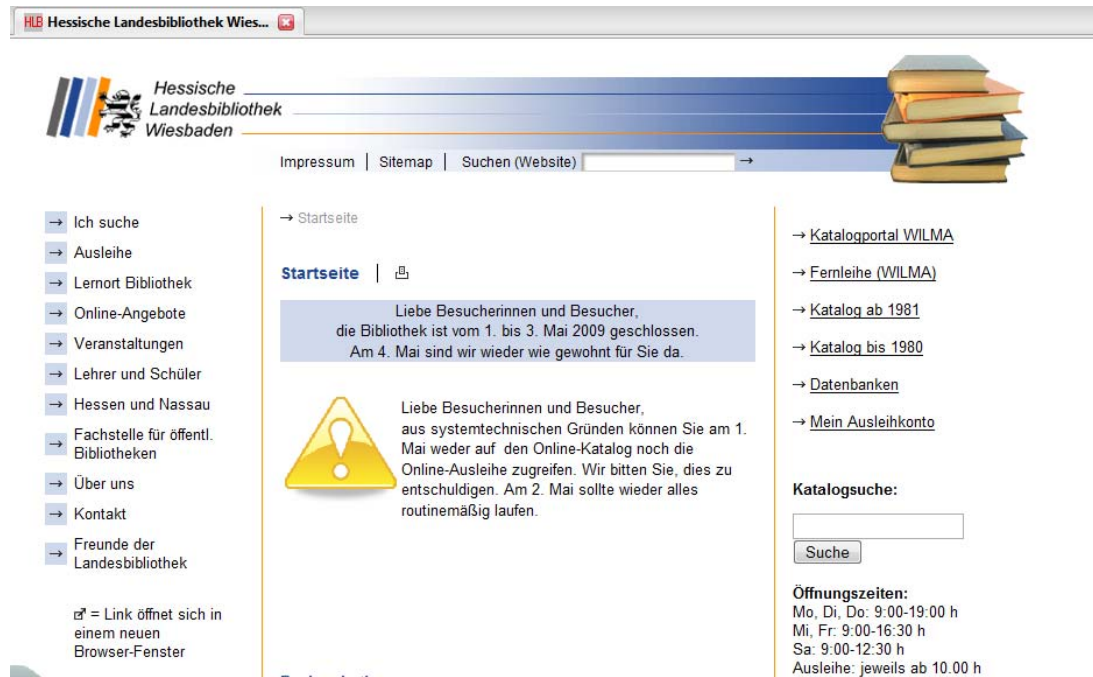 HLB Hessische Landesbibliothek Wies...
Hessische
Landesbibliothek
Wiesbaden
Impressum | Sitemap | Suchen (Website) →
→ Ich suche
→ Ausleihe
→ Lernort Bibliothek
→ Online-Angebote
→ Veranstaltungen
→ Lehrer und Schüler
→ Hessen und Nassau
→ Fachstelle für öffentl.
Bibliotheken
→ Über uns
→ Kontakt
→ Freunde der
Landesbibliothek
= Link öffnet sich in
einem neuen
Browser-Fenster
→ Startseite
Startseite |
Liebe Besucherinnen und Besucher,
die Bibliothek ist vom 1. bis 3. Mai 2009 geschlossen.
Am 4. Mai sind wir wieder wie gewohnt für Sie da.
Liebe Besucherinnen und Besucher,
aus systemtechnischen Gründen können Sie am 1.
Mai weder auf den Online-Katalog noch die
Online-Ausleihe zugreifen. Wir bitten Sie, dies zu
entschuldigen. Am 2. Mai sollte wieder alles
routinemäßig laufen.
→ Katalogportal WILMA
→ Fernleihe (WILMA)
→ Katalog ab 1981
→ Katalog bis 1980
→ Datenbanken
→ Mein Ausleihkonto
Katalogsuche:
Suche
Öffnungszeiten:
Mo, Di, Do: 9:00-19:00 h
Mi, Fr: 9:00-16:30 h
Sa: 9:00-12:30 h
Ausleihe: jeweils ab 10.00 h